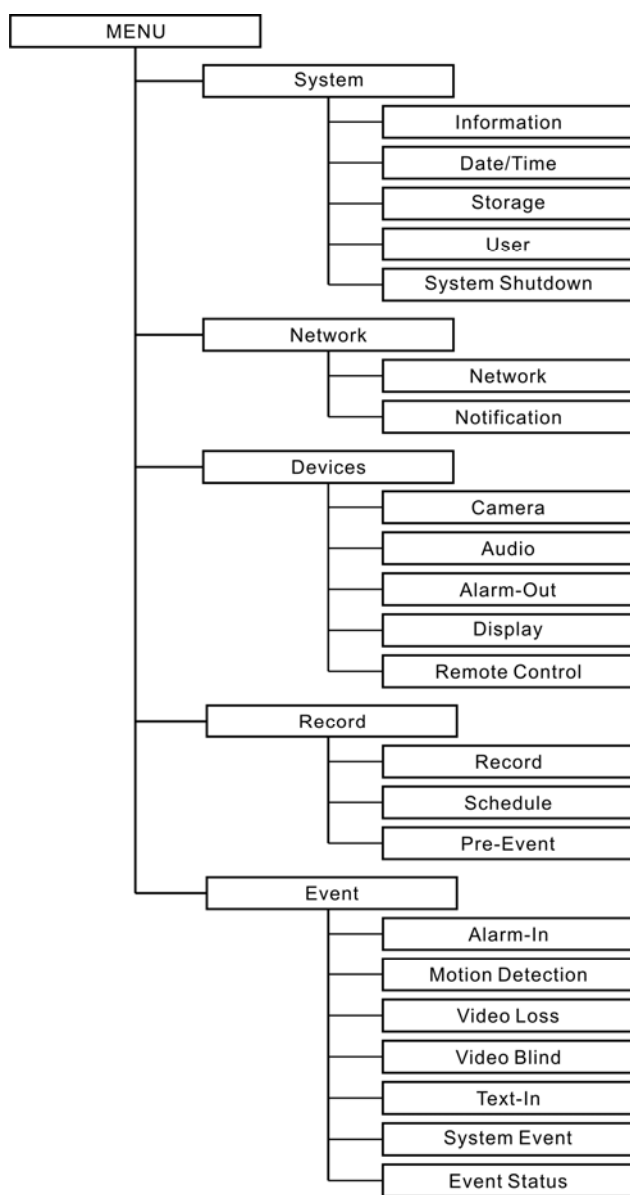 MENU
System
Information
Date/Time
Storage
User
System Shutdown
Network
Network
Notification
Devices
Camera
Audio
Alarm-Out
Display
Remote Control
Record
Record
Schedule
Pre-Event
Event
Alarm-In
Motion Detection
Video Loss
Video Blind
Text-In
System Event
Event Status